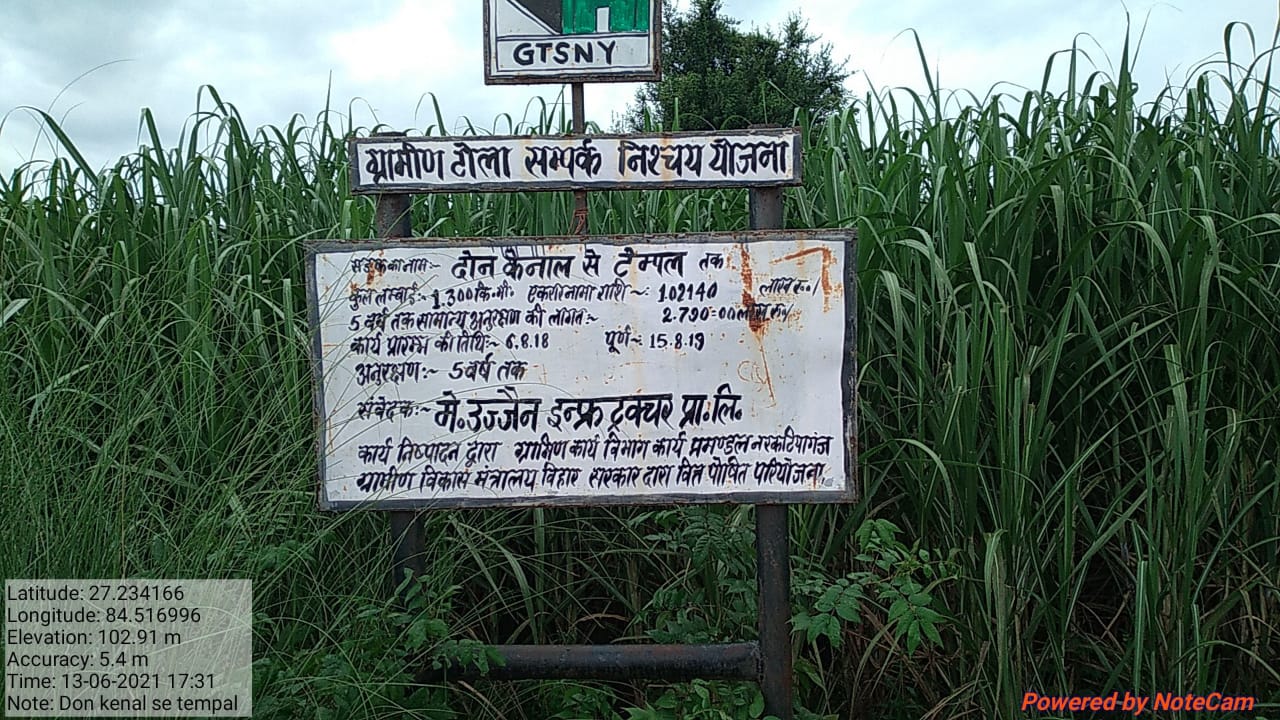 GTSNY
ग्रामीण टोला सम्पर्क निश्चय योजना
सड़क का नाम:- दोन कैनाल से टेम्पल तक
कुल लम्बाई:- 1.300 कि.मी. एकरारनामा राशि ~: 1.02140 लाख रु./
5 वर्ष तक सामान्य अनुरक्षण की लागत:~ 2.790-00 लाख रु/
कार्य प्रारम्भ की तिथि:~ 6.8.18 पूर्ण~: 15.8.19
अनुरक्षण:~ 5 वर्ष तक
संवेदक:~ मे॰ उज्जैन इन्फ्रा ट्रक्चर प्रा॰ लि॰
कार्य निष्पादन द्वारा ग्रामिण कार्य विभाग कार्य प्रमण्डल नरकटियागंज
ग्रामीण विकास मंत्रालय विहार सरकार द्वारा वित पोषित परियोजना
Latitude: 27.234166
Longitude: 84.516996
Elevation: 102.91 m
Accuracy: 5.4 m
Time: 13-06-2021 17:31
Note: Don kenal se tempal
Powered by NoteCam